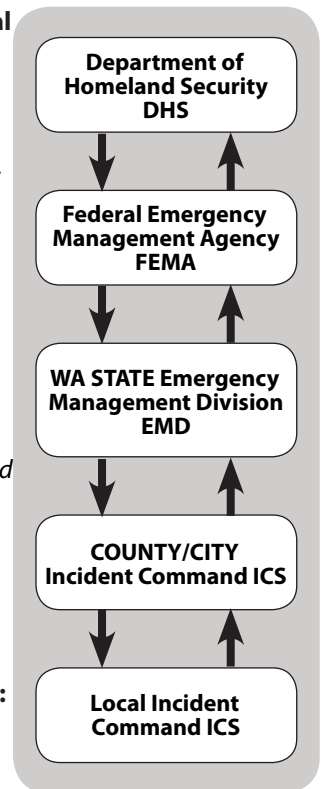 al
Department of
Homeland Security
DHS
Federal Emergency
Management Agency
FEMA
WA STATE Emergency
Management Division
EMD
d
COUNTY/CITY
Incident Command ICS
:
Local Incident
Command ICS